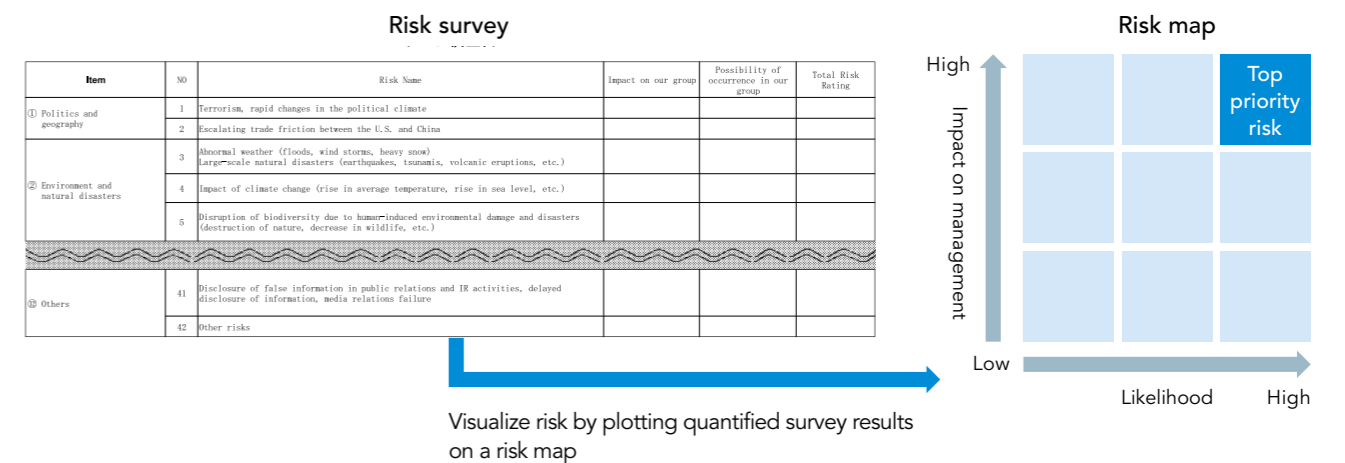 Risk survey
Item
NO
Risk Name
Impact on our group
Possibility of
occurrence in our
group
Total Risk
Rating
① Politics and
geography
1
Terrorism, rapid changes in the political climate
2
Escalating trade friction between the U.S. and China
② Environment and
natural disasters
3
Abnormal weather (floods, wind storms, heavy snow)
Large-scale natural disasters (earthquakes, tsunamis, volcanic eruptions, etc.)
4
Impact of climate change (rise in average temperature, rise in sea level, etc.)
5
Disruption of biodiversity due to human-induced environmental damage and disasters
(destruction of nature, decrease in wildlife, etc.)
Others
41
Disclosure of false information in public relations and IR activities, delayed
disclosure of information, media relations failure
42
Other risks
Visualize risk by plotting quantified survey results
on a risk map
Risk map
High
Impact on management
Low
Top
priority
risk
Likelihood
High